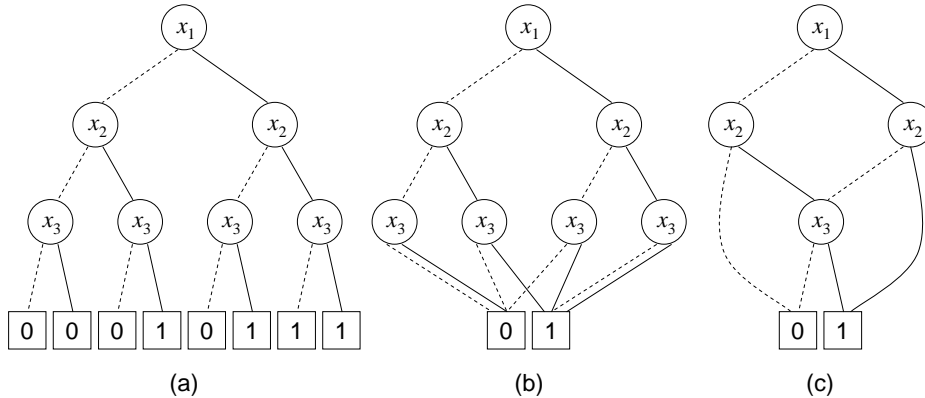 x₁ x₁ x₁
x₂ x₂ x₂ x₂ x₂ x₂
x₃ x₃ x₃ x₃ x₃ x₃ x₃ x₃ x₃
0 0 0 1 0 1 1 1 0 1 0 1
(a) (b) (c)